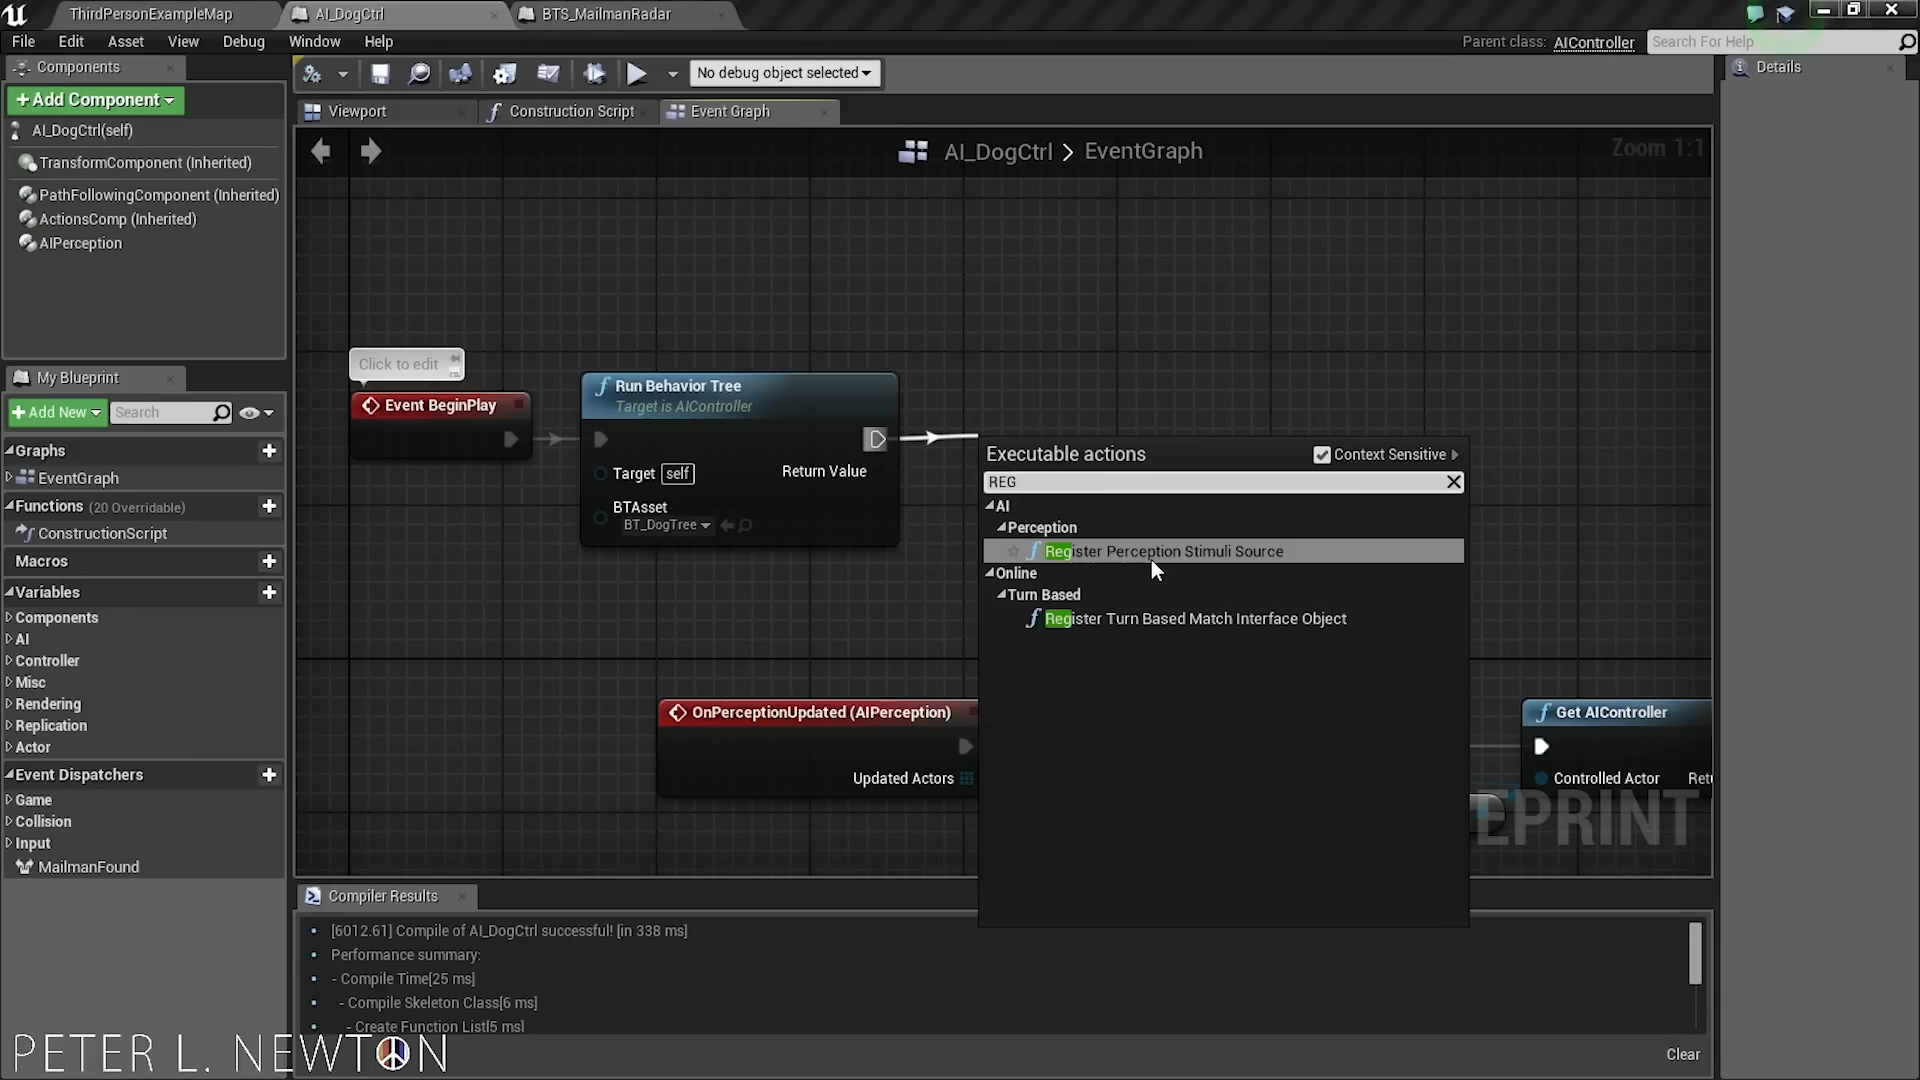 ThirdPersonExampleMap
AI_DogCtrl
BTS_MailmanRadar
File Edit Asset View Debug Window Help
Parent class: AIController
Search For Help
Components
+Add Component
AI_DogCtrl(self)
TransformComponent (Inherited)
PathFollowingComponent (Inherited)
ActionsComp (Inherited)
AIPerception
No debug object selected
Details
Viewport
Construction Script
Event Graph
AI_DogCtrl > EventGraph
Zoom 1:1
My Blueprint
+Add New
Search
Graphs
EventGraph
Functions (20 Overridable)
ConstructionScript
Macros
Variables
Components
AI
Controller
Misc
Rendering
Replication
Actor
Event Dispatchers
Game
Collision
Input
MailmanFound
Click to edit
Event BeginPlay
Run Behavior Tree
Target is AIController
Target self
Return Value
BTAsset
BT_DogTree
Executable actions
Context Sensitive
REG
AI
Perception
Register Perception Stimuli Source
Online
Turn Based
Register Turn Based Match Interface Object
OnPerceptionUpdated (AIPerception)
Updated Actors
Get AIController
Controlled Actor
Retu
EPRINT
Compiler Results
[6012.61] Compile of AI_DogCtrl successful! [in 338 ms]
Performance summary:
- Compile Time[25 ms]
- Compile Skeleton Class[6 ms]
- Create Function List[5 ms]
Clear
PETER L. NEWTON